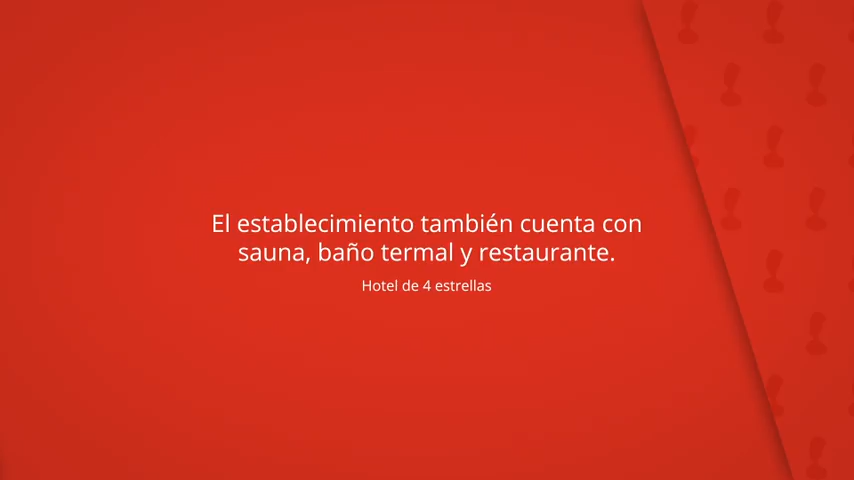 El establecimiento también cuenta con
sauna, baño termal y restaurante.
Hotel de 4 estrellas